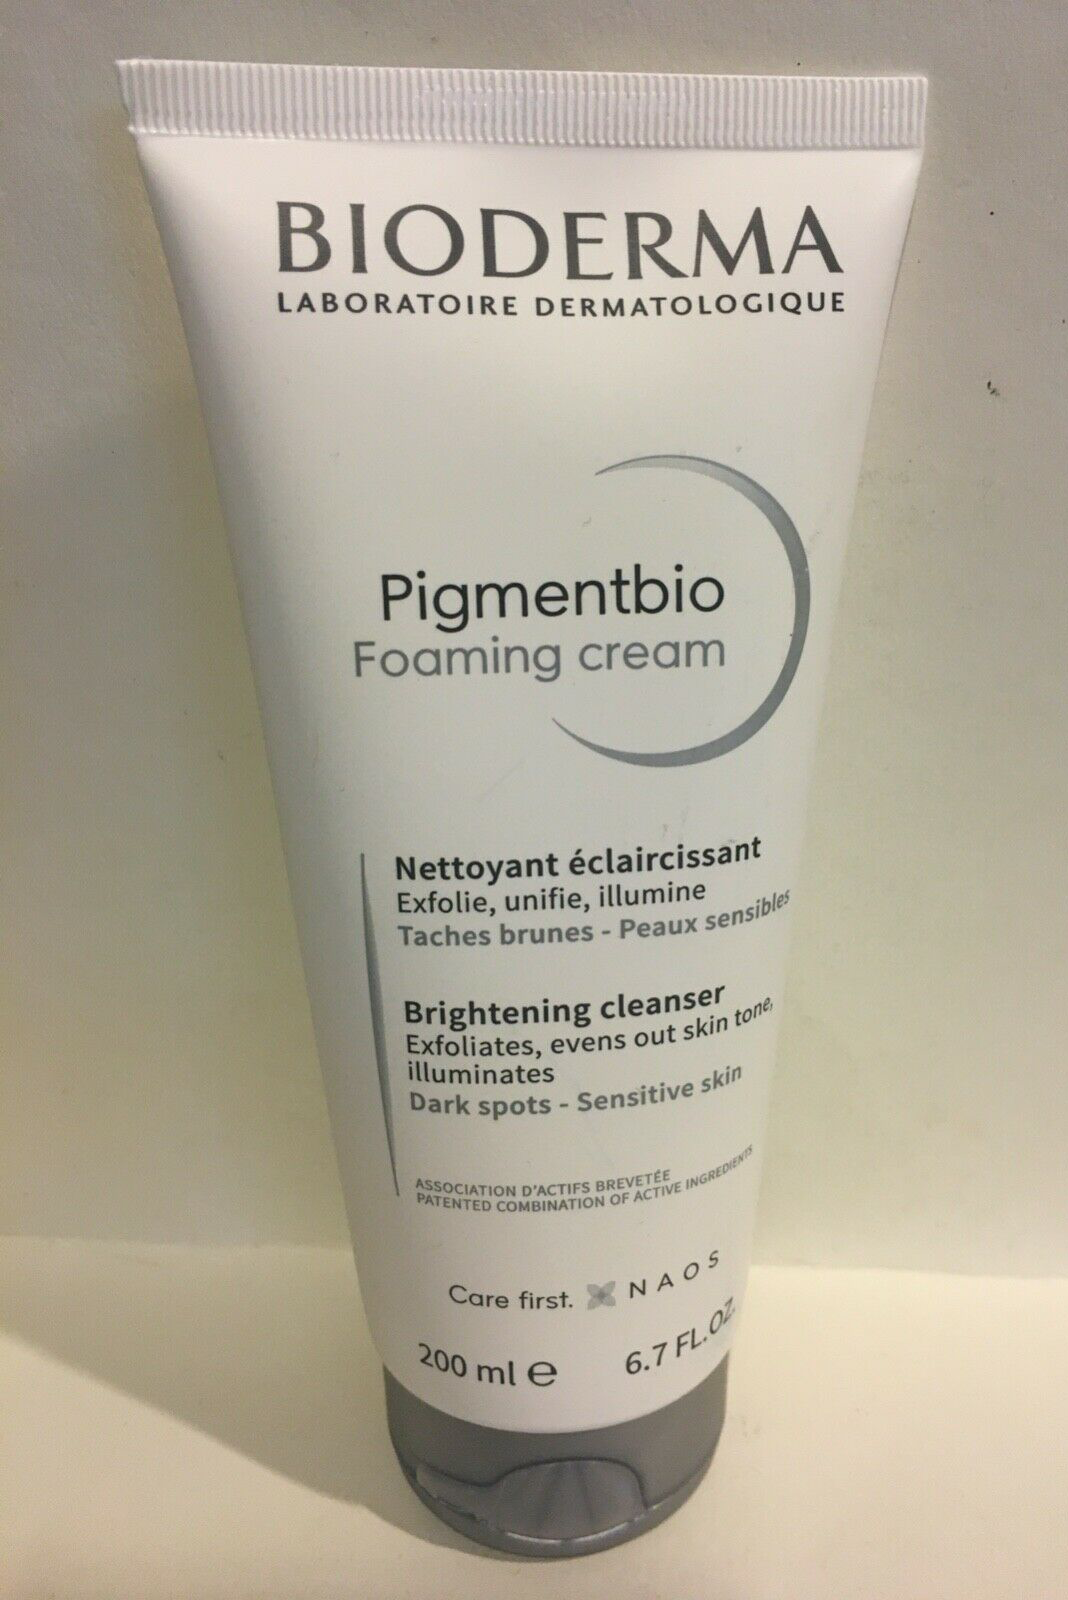 BIODERMA
LABORATOIRE DERMATOLOGIQUE
Pigmentbio
Foaming cream
Nettoyant éclaircissant
Exfolie, unifie, illumine
Taches brunes - Peaux sensibles
Brightening cleanser
Exfoliates, evens out skin tone,
illuminates
Dark spots - Sensitive skin
ASSOCIATION D'ACTIFS BREVETÉE
PATENTED COMBINATION OF ACTIVE INGREDIENTS
Care first. NAOS
200 ml ℮ 6.7 FL.OZ.